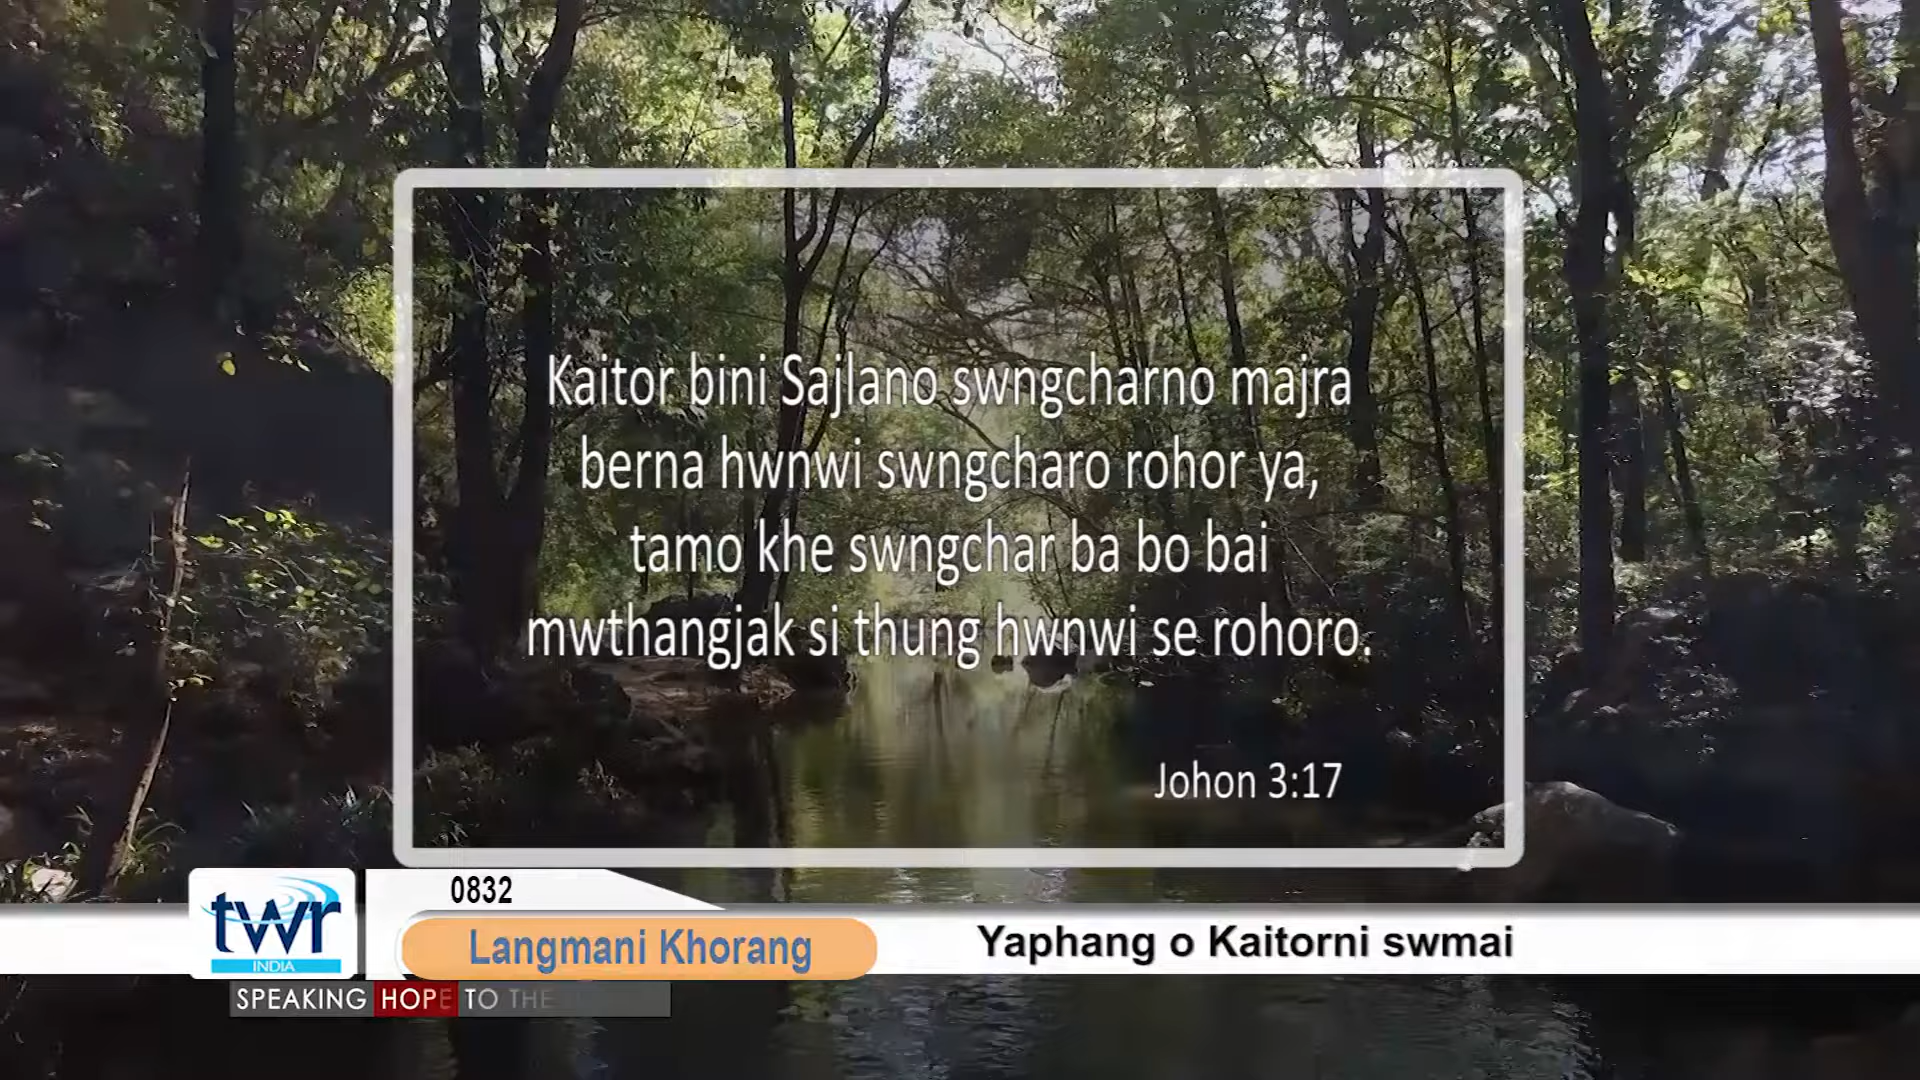 Kaitor bini Sajlano swngcharno majra
berna hwnwi swngcharo rohor ya,
tamo khe swngchar ba bo bai
mwthangjak si thung hwnwi se rohoro.
Johon 3:17
0832
twr
INDIA
Langmani Khorang
Yaphang o Kaitorni swmai
SPEAKING HOPE TO THE